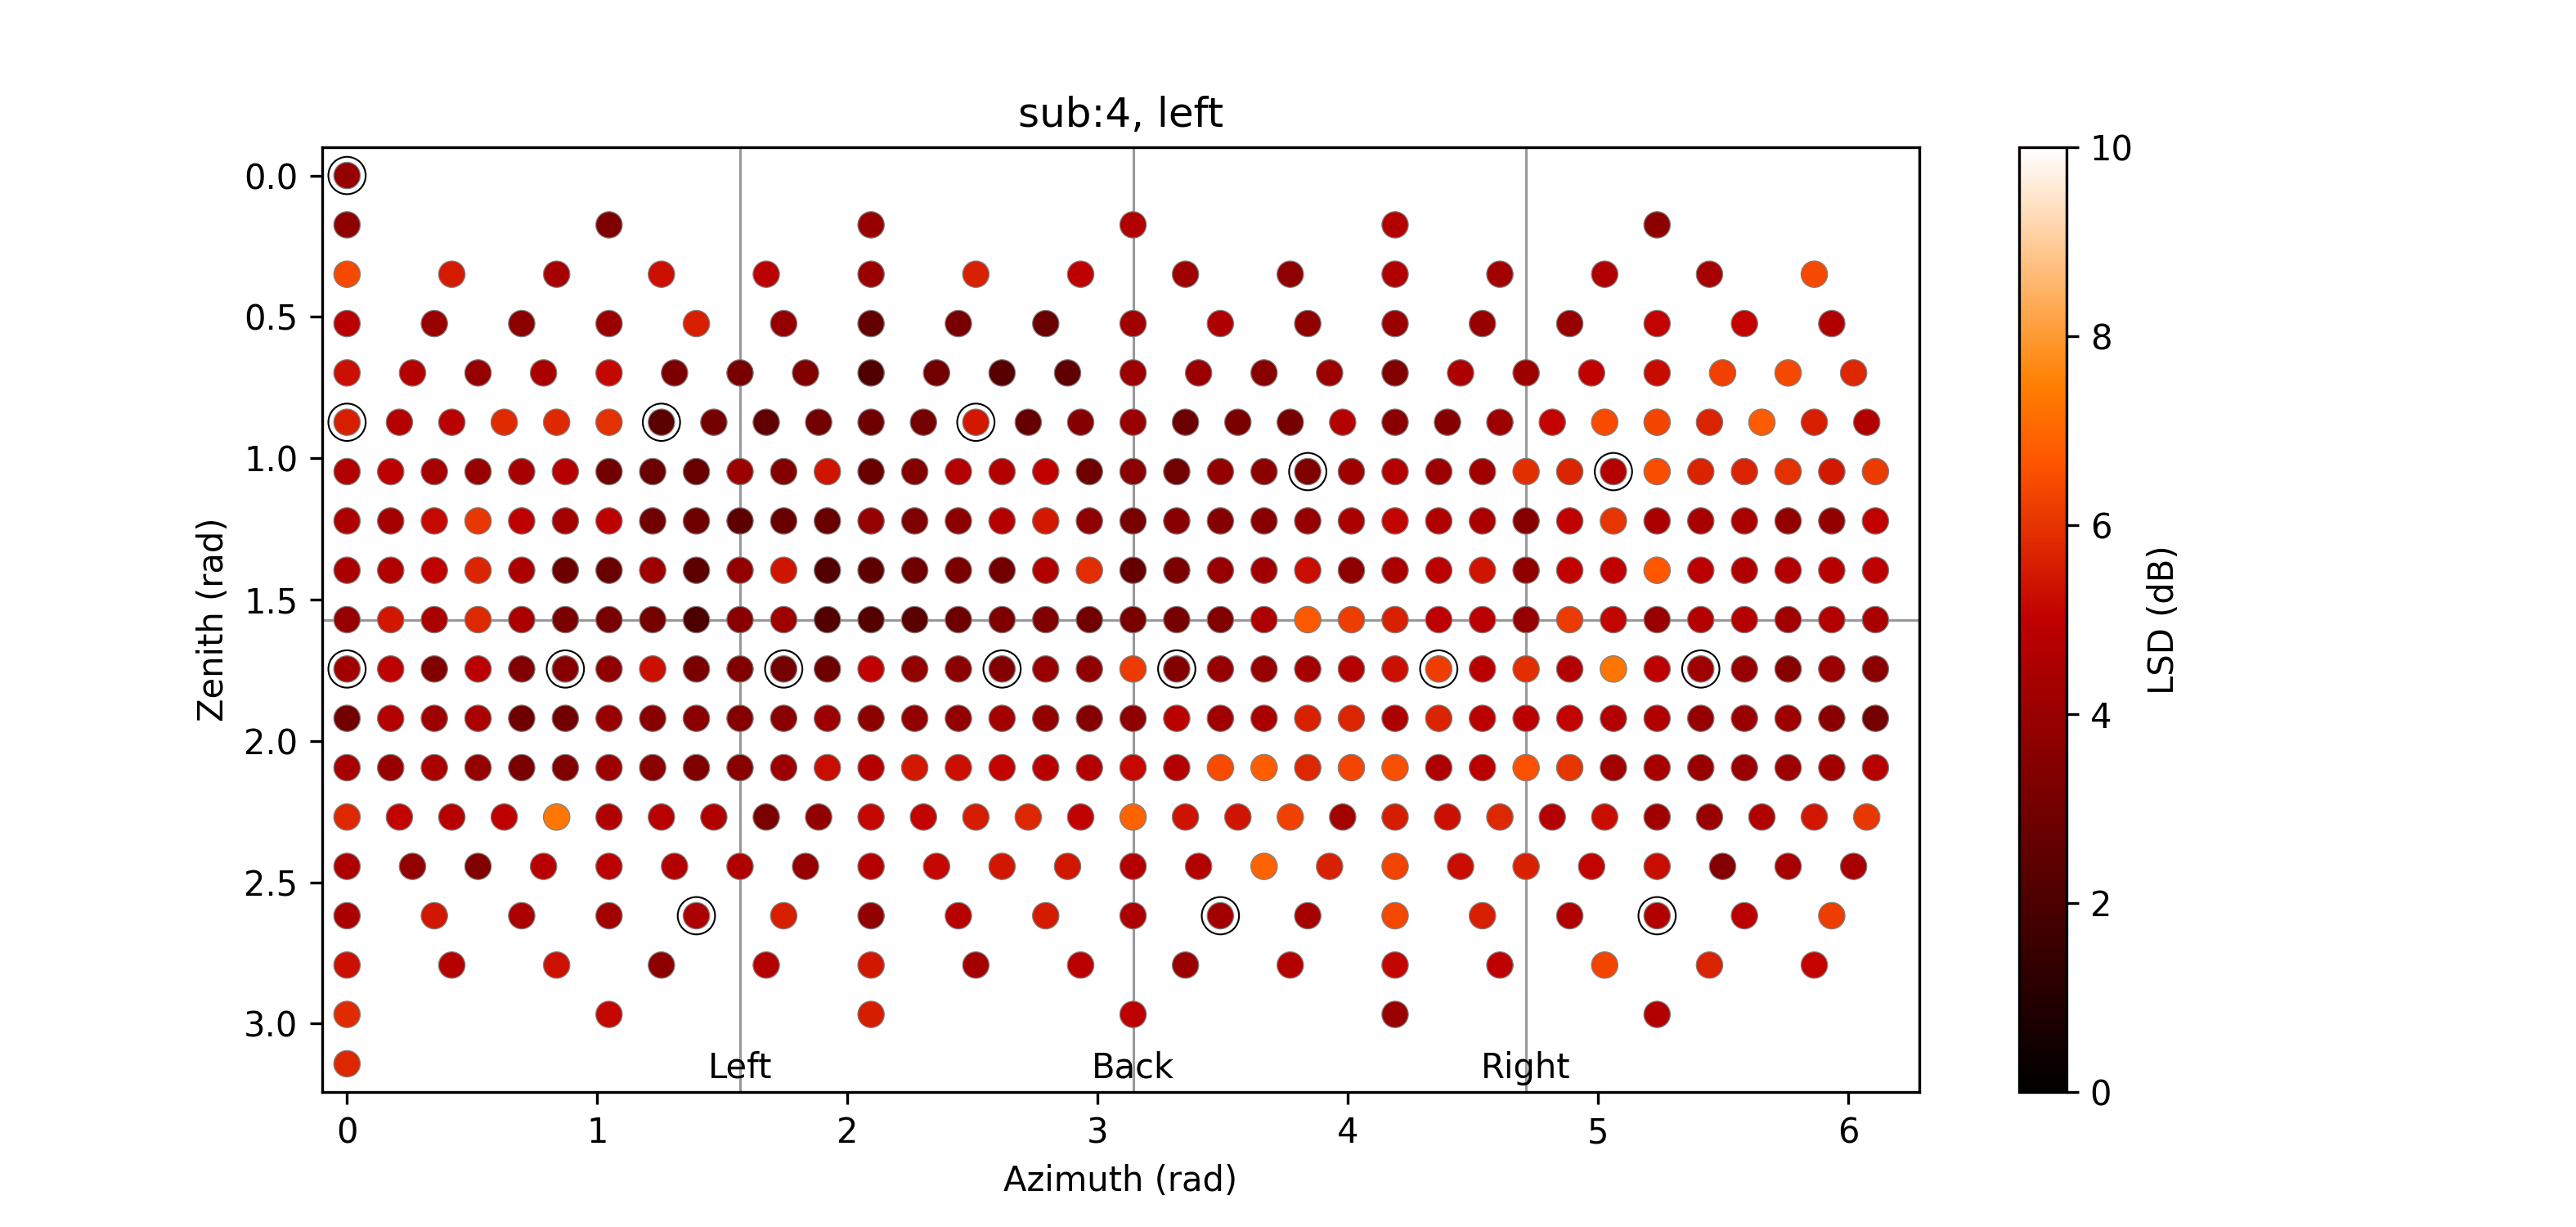 sub:4, left
Zenith (rad)
0.0
0.5
1.0
1.5
2.0
2.5
3.0
Left
Back
Right
0 1 2 3 4 5 6
Azimuth (rad)
10
8
6
4
2
0
LSD (dB)